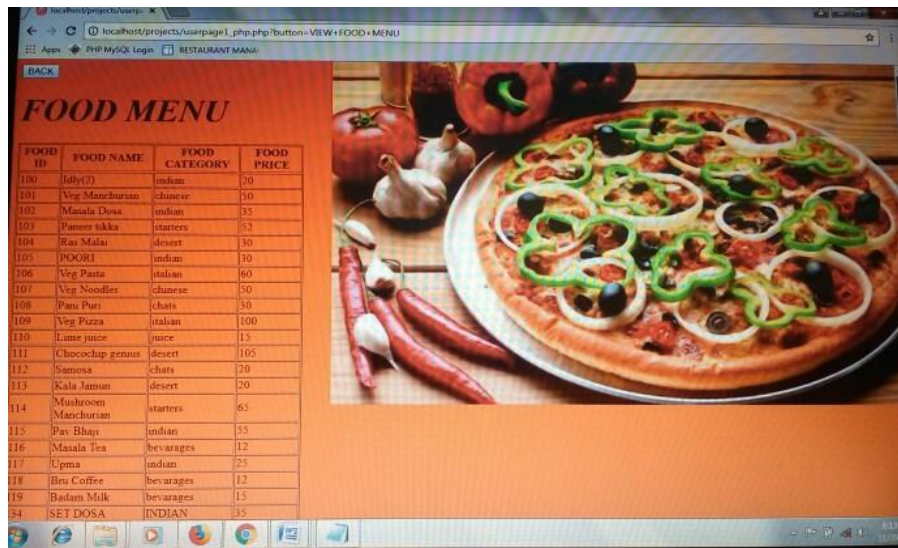 localhost/projects/userp
localhost/projects/userpage1_php.php?button=VIEW+FOOD+MENU
Apps PHP MySQL Login RESTAURANT MANA
BACK
FOOD MENU
FOOD ID FOOD NAME FOOD CATEGORY FOOD PRICE
100 Idly(2) indian 20
101 Veg Manchurian chinese 50
102 Masala Dosa indian 35
103 Paneer tikka starters 52
104 Ras Malai desert 30
105 POORI indian 30
106 Veg Pasta italian 60
107 Veg Noodles chinese 50
108 Pani Puri chats 30
109 Veg Pizza italian 100
110 Lime juice juice 15
111 Chocochip genius desert 105
112 Samosa chats 20
113 Kala Jamun desert 20
114 Mushroom Manchurian starters 65
115 Pav Bhaji indian 55
116 Masala Tea bevarages 12
117 Upma indian 25
118 Bru Coffee bevarages 12
119 Badam Milk bevarages 15
34 SET DOSA INDIAN 35